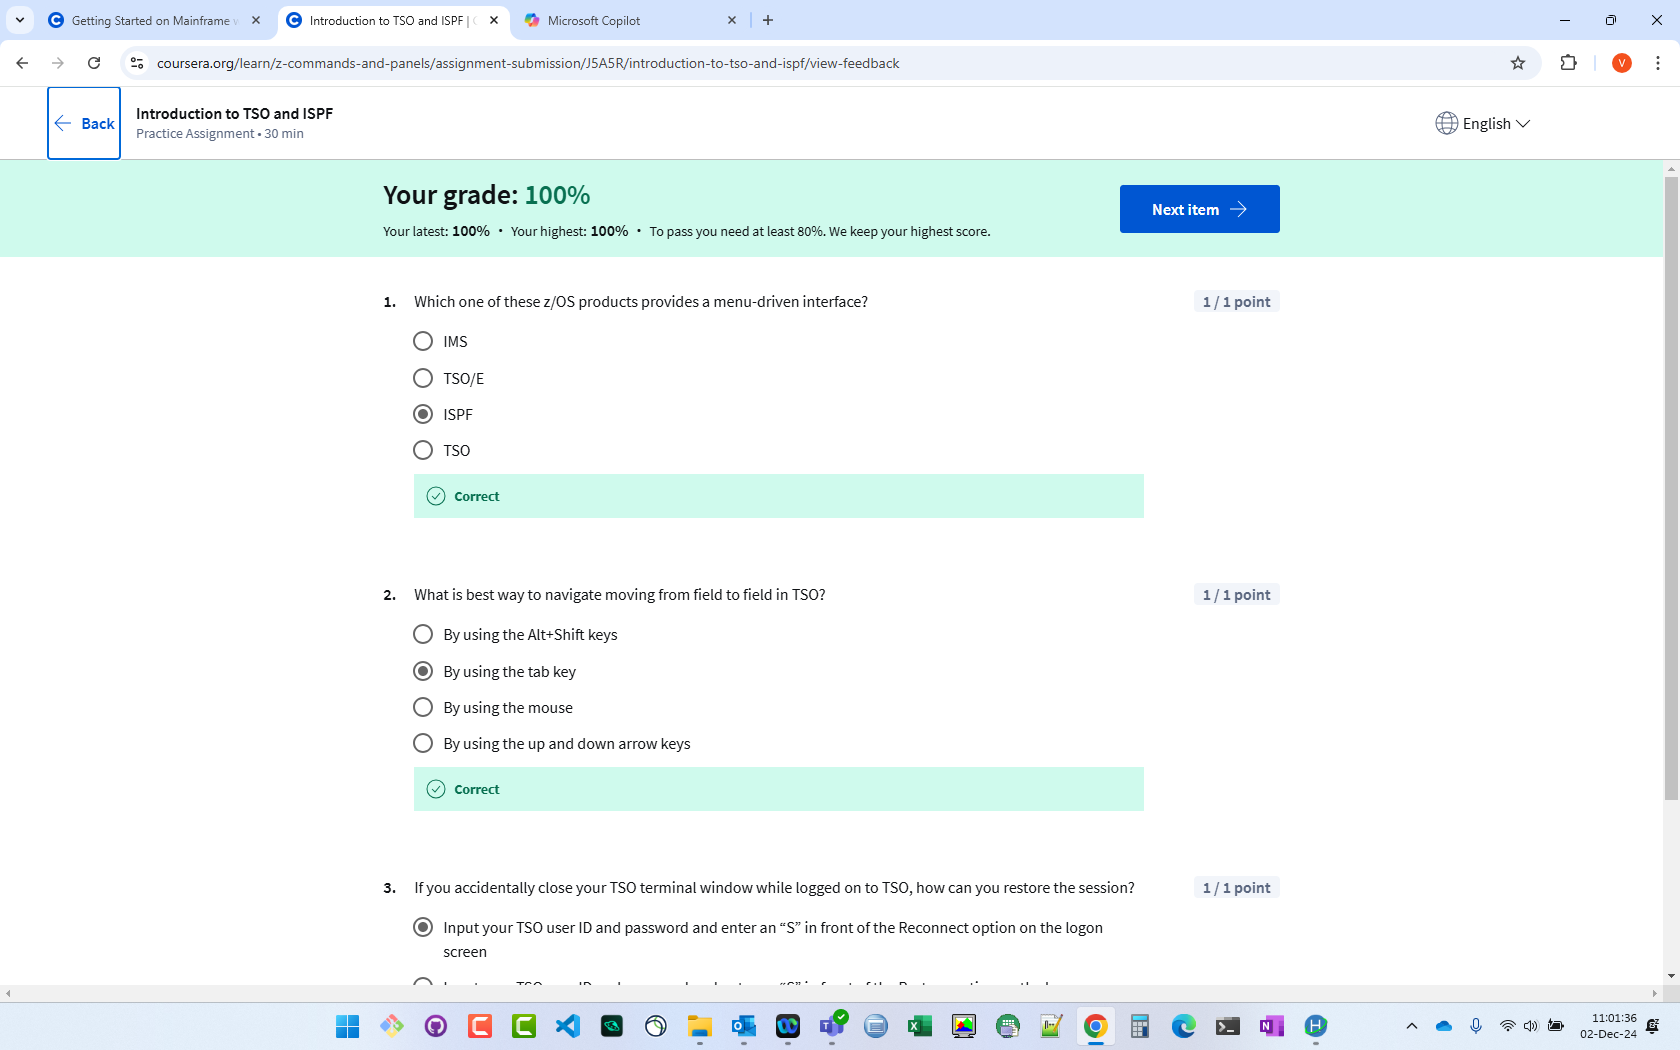 Getting Started on Mainframe
Introduction to TSO and ISPF |
Microsoft Copilot
coursera.org/learn/z-commands-and-panels/assignment-submission/J5A5R/introduction-to-tso-and-ispf/view-feedback
V
Back
Introduction to TSO and ISPF
Practice Assignment • 30 min
English
Your grade: 100%
Your latest: 100% • Your highest: 100% • To pass you need at least 80%. We keep your highest score.
Next item
1. Which one of these z/OS products provides a menu-driven interface?
1 / 1 point
IMS
TSO/E
ISPF
TSO
Correct
2. What is best way to navigate moving from field to field in TSO?
1 / 1 point
By using the Alt+Shift keys
By using the tab key
By using the mouse
By using the up and down arrow keys
Correct
3. If you accidentally close your TSO terminal window while logged on to TSO, how can you restore the session?
1 / 1 point
Input your TSO user ID and password and enter an “S” in front of the Reconnect option on the logon
screen
11:01:36
02-Dec-24